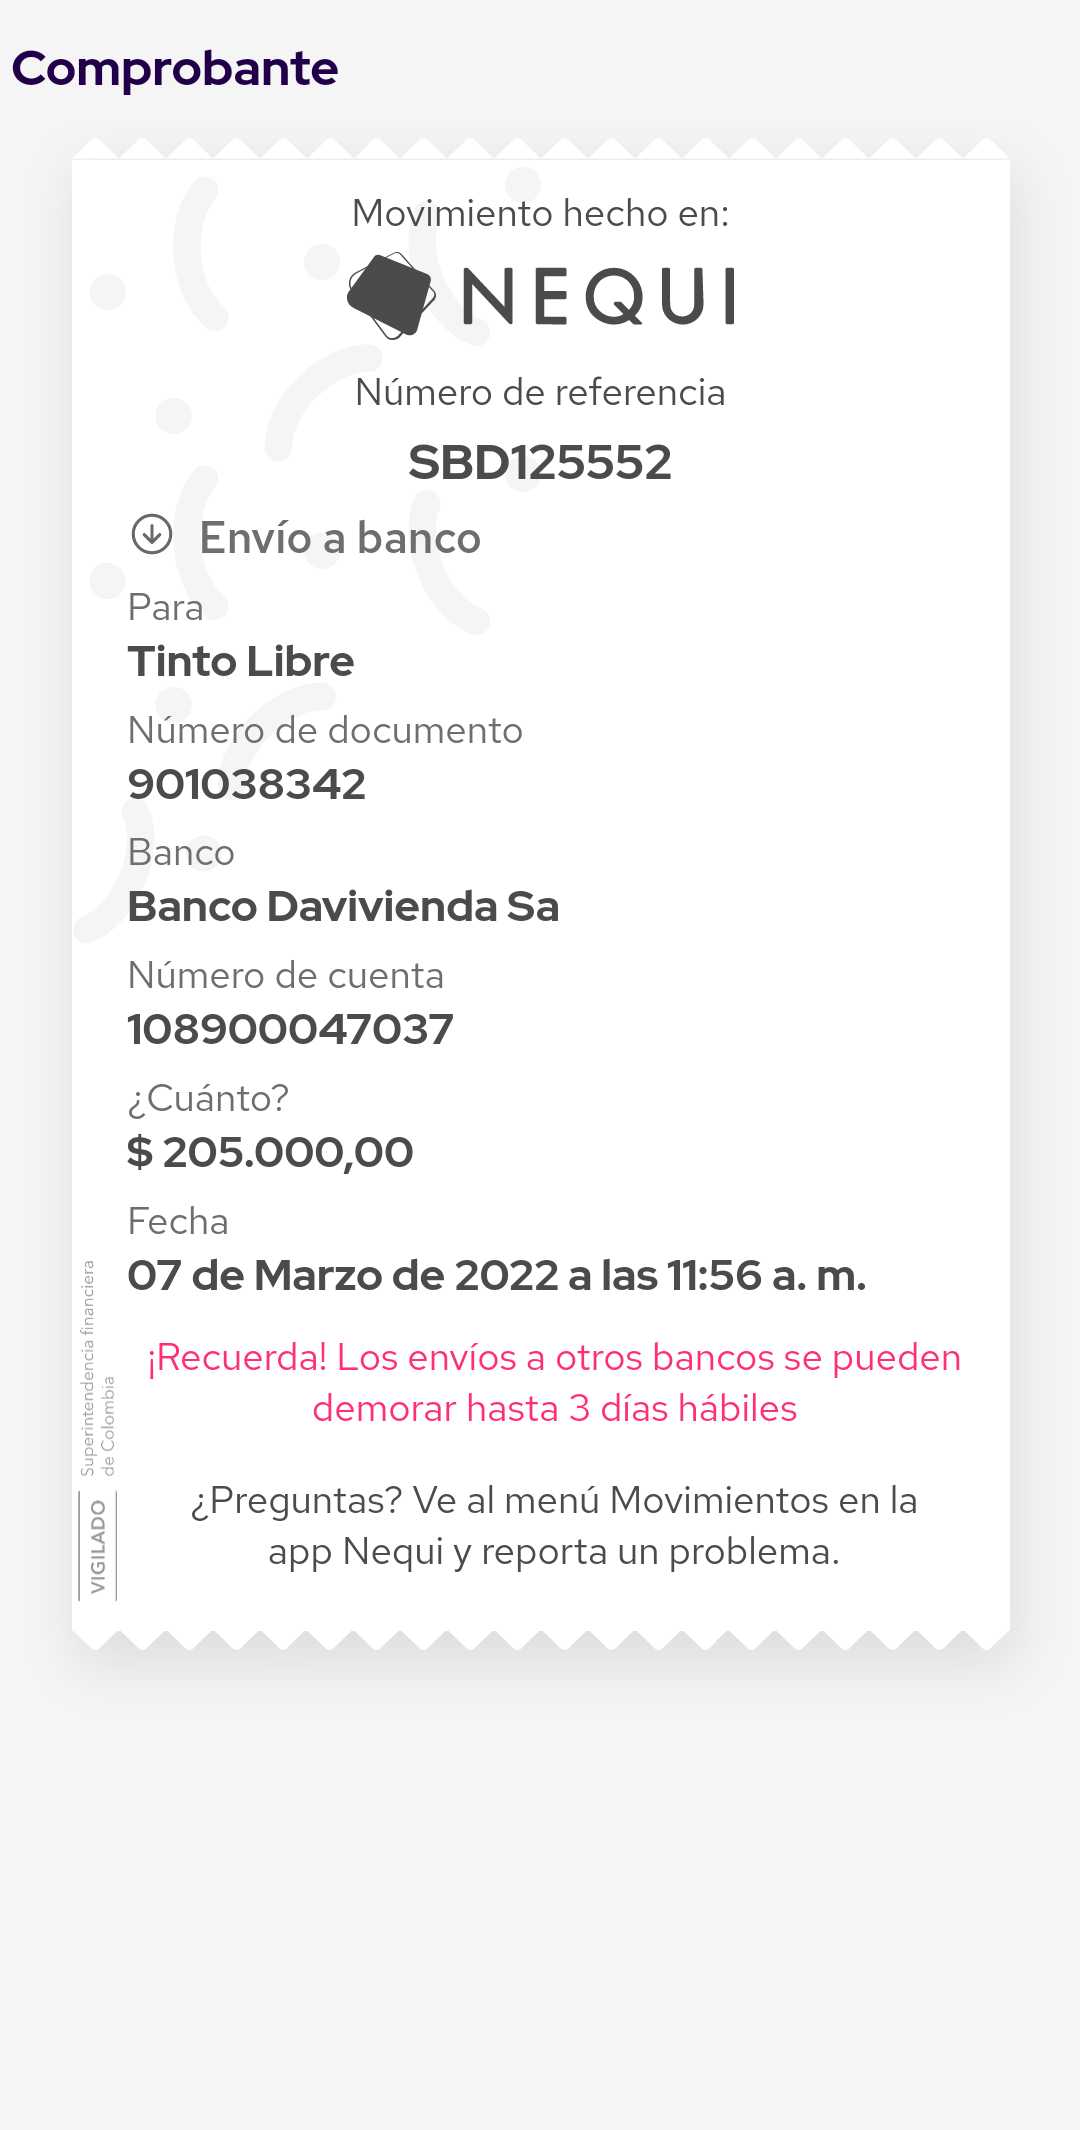 Comprobante
Movimiento hecho en:
NEQUI
Número de referencia
SBD125552
Envío a banco
Para
Tinto Libre
Número de documento
901038342
Banco
Banco Davivienda Sa
Número de cuenta
108900047037
¿Cuánto?
$ 205.000,00
Fecha
07 de Marzo de 2022 a las 11:56 a. m.
¡Recuerda! Los envíos a otros bancos se pueden
demorar hasta 3 días hábiles
¿Preguntas? Ve al menú Movimientos en la
app Nequi y reporta un problema.
VIGILADO
Superintendencia financiera
de Colombia